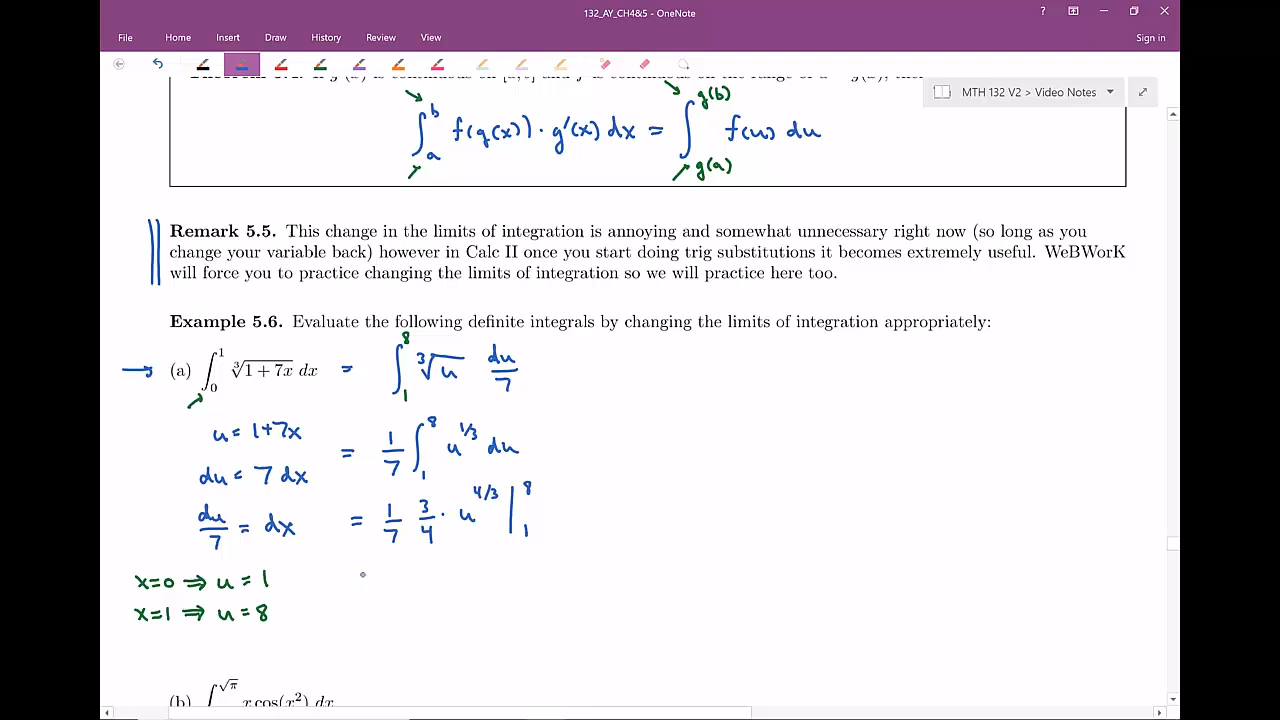 132_AY_CH4&5 - OneNote
?
File Home Insert Draw History Review View Sign in
MTH 132 V2 > Video Notes
∫_a^b f(g(x)) · g'(x) dx = ∫_{g(a)}^{g(b)} f(u) du
Remark 5.5. This change in the limits of integration is annoying and somewhat unnecessary right now (so long as you
change your variable back) however in Calc II once you start doing trig substitutions it becomes extremely useful. WeBWorK
will force you to practice changing the limits of integration so we will practice here too.
Example 5.6. Evaluate the following definite integrals by changing the limits of integration appropriately:
→ (a) ∫_0^1 ∛(1 + 7x) dx = ∫_1^8 ∛u du/7
u = 1+7x
= 1/7 ∫_1^8 u^{1/3} du
du = 7 dx
du/7 = dx
= 1/7 3/4 · u^{4/3} |_1^8
x=0 ⇒ u = 1
x=1 ⇒ u = 8
(b) ∫^{√π} x cos(x²) dx